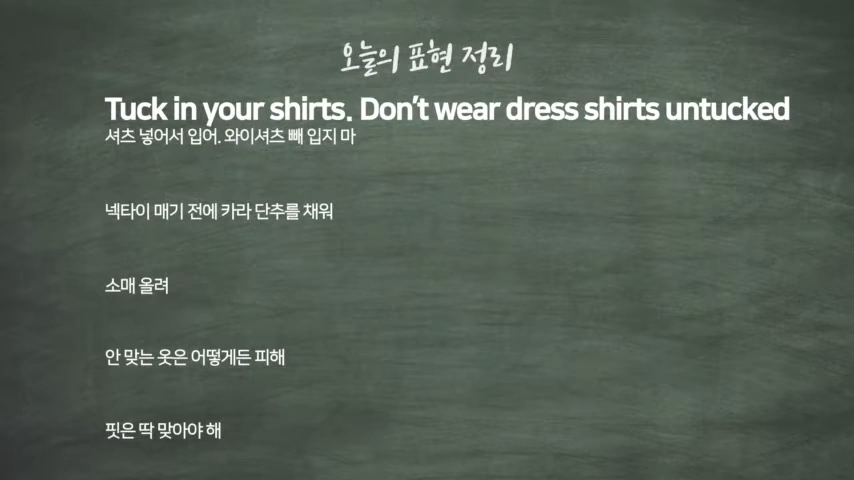 오늘의 표현 정리
Tuck in your shirts. Don't wear dress shirts untucked
셔츠 넣어서 입어. 와이셔츠 빼 입지 마
넥타이 매기 전에 카라 단추를 채워
소매 올려
안 맞는 옷은 어떻게든 피해
핏은 딱 맞아야 해